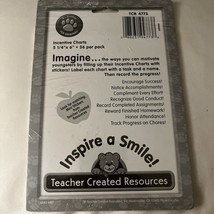 TCR 4773
Incentive Charts
5 1/4" x 6" • 36 per pack
Imagine... the ways you can motivate
youngsters by filling up their Incentive Charts with
stickers! Label each chart with a task and a name.
Then record the progress!
Encourage Success!
Notice Accomplishments!
Compliment Every Effort!
Recognize Good Conduct!
Record Completed Assignments!
Reward Finished Homework!
Honor Attendance!
Track Progress on Chores!
Inspire a Smile!
Teacher Created Resources